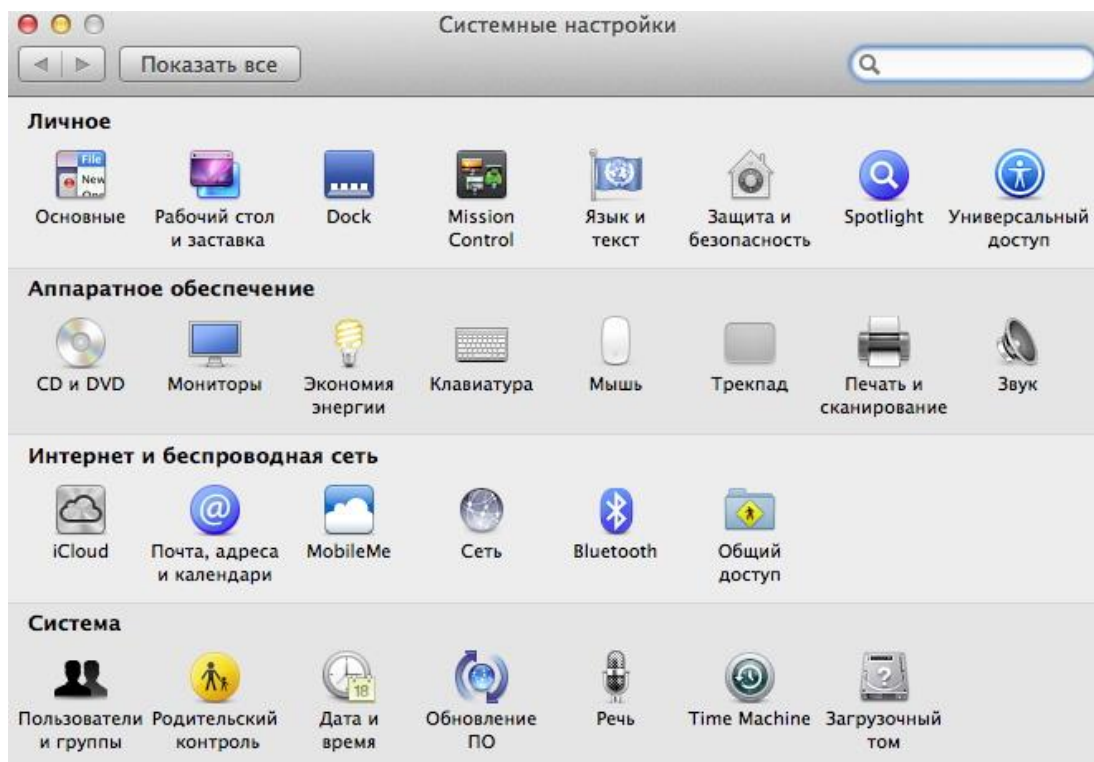 Системные настройки
Показать все
Личное
File
New
Основные
Рабочий стол
и заставка
Dock
Mission
Control
Язык и
текст
Защита и
безопасность
Spotlight
Универсальный
доступ
Аппаратное обеспечение
CD и DVD
Мониторы
Экономия
энергии
Клавиатура
Мышь
Трекпад
Печать и
сканирование
Звук
Интернет и беспроводная сеть
@
iCloud
Почта, адреса
и календари
MobileMe
Сеть
Bluetooth
Общий
доступ
Система
18
?
Пользователи
и группы
Родительский
контроль
Дата и
время
Обновление
ПО
Речь
Time Machine
Загрузочный
том